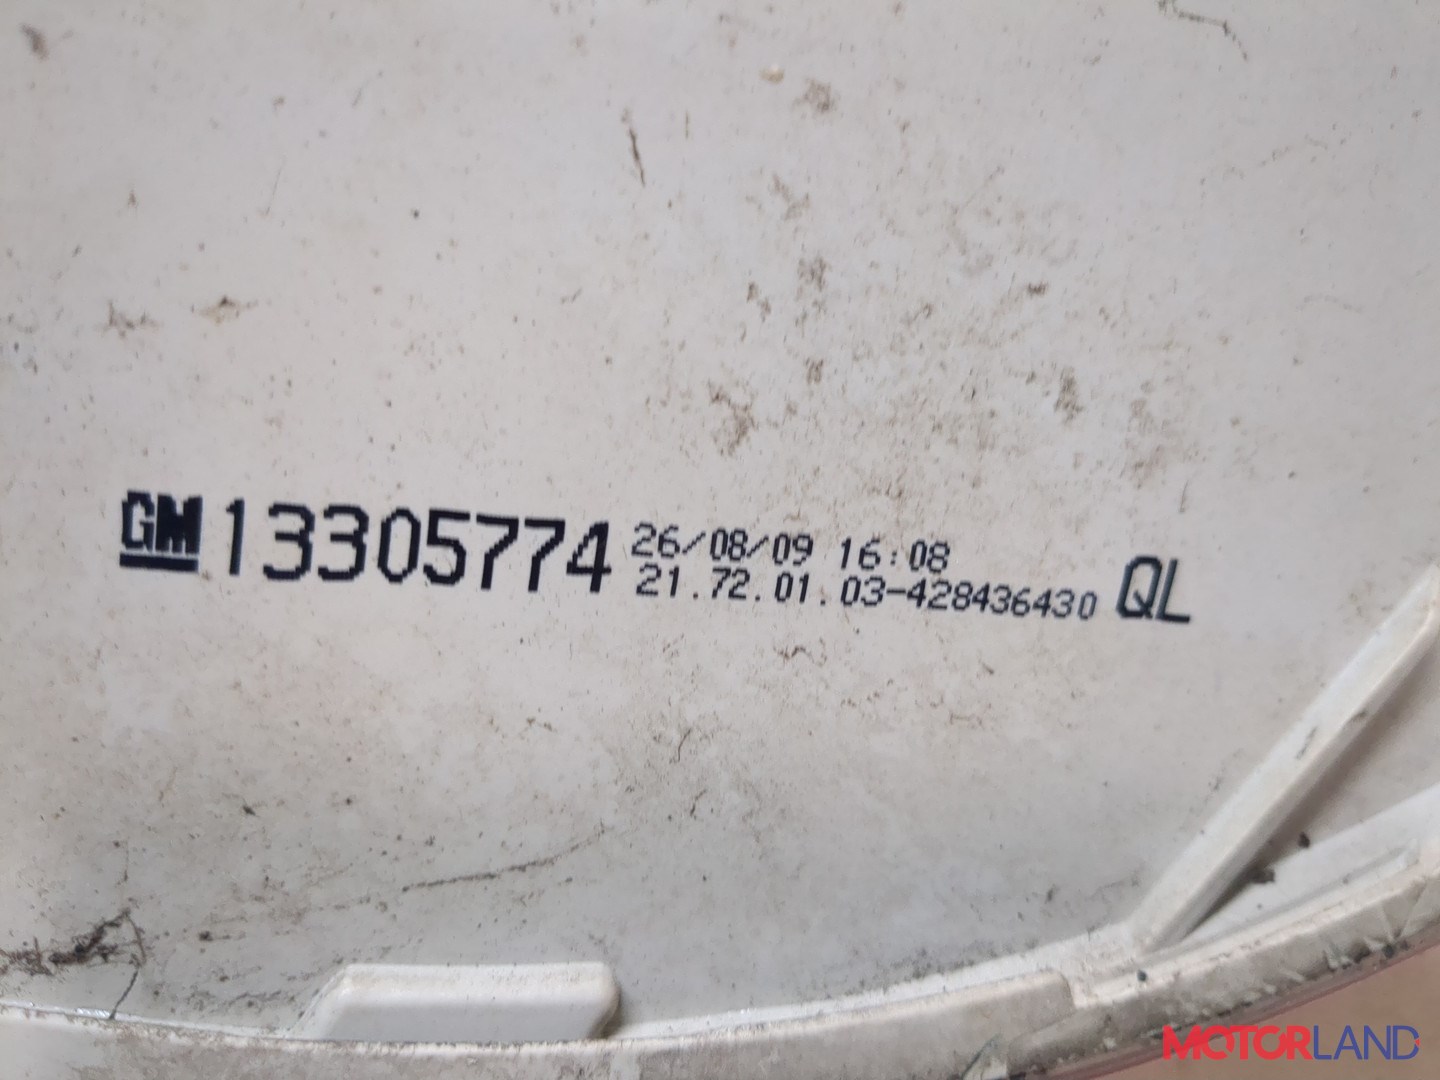 GM 13305774 26/08/09 16:08
21.72.01.03-428436430 QL
MOTORLAND